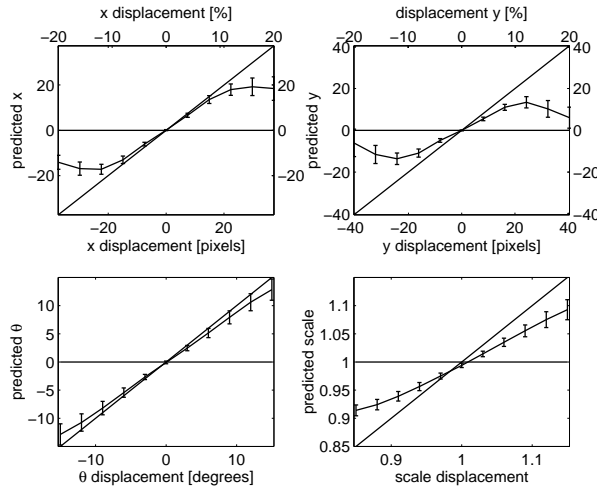 x displacement [%]
−20 −10 0 10 20
20
0
−20
20
0
−20
predicted x
−20 0 20
x displacement [pixels]
displacement y [%]
−20 −10 0 10 20
40
20
0
−20
−40
40
20
0
−20
−40
predicted y
−40 −20 0 20 40
y displacement [pixels]
10
5
0
−5
−10
predicted θ
−10 0 10
θ displacement [degrees]
1.1
1.05
1
0.95
0.9
0.85
predicted scale
0.9 1 1.1
scale displacement